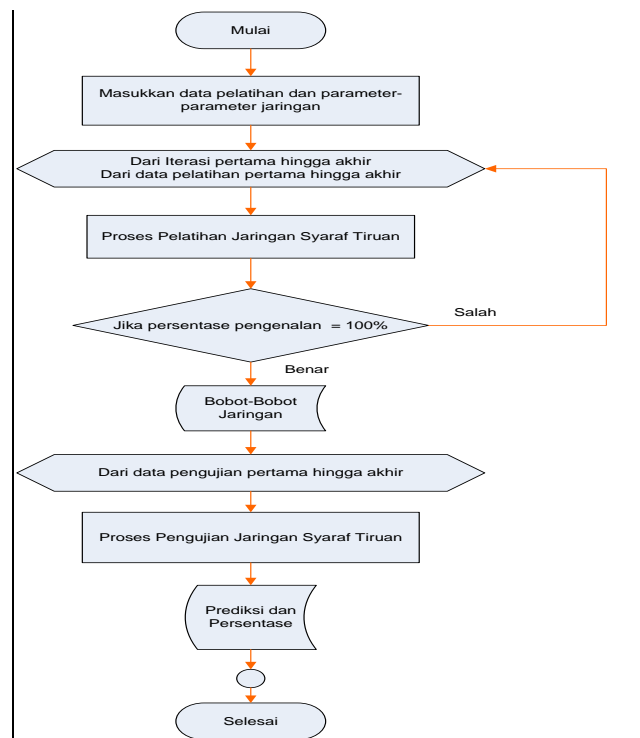 Mulai
Masukkan data pelatihan dan parameter-
parameter jaringan
Dari Iterasi pertama hingga akhir
Dari data pelatihan pertama hingga akhir
Proses Pelatihan Jaringan Syaraf Tiruan
Jika persentase pengenalan = 100%
Salah
Benar
Bobot-Bobot
Jaringan
Dari data pengujian pertama hingga akhir
Proses Pengujian Jaringan Syaraf Tiruan
Prediksi dan
Persentase
Selesai